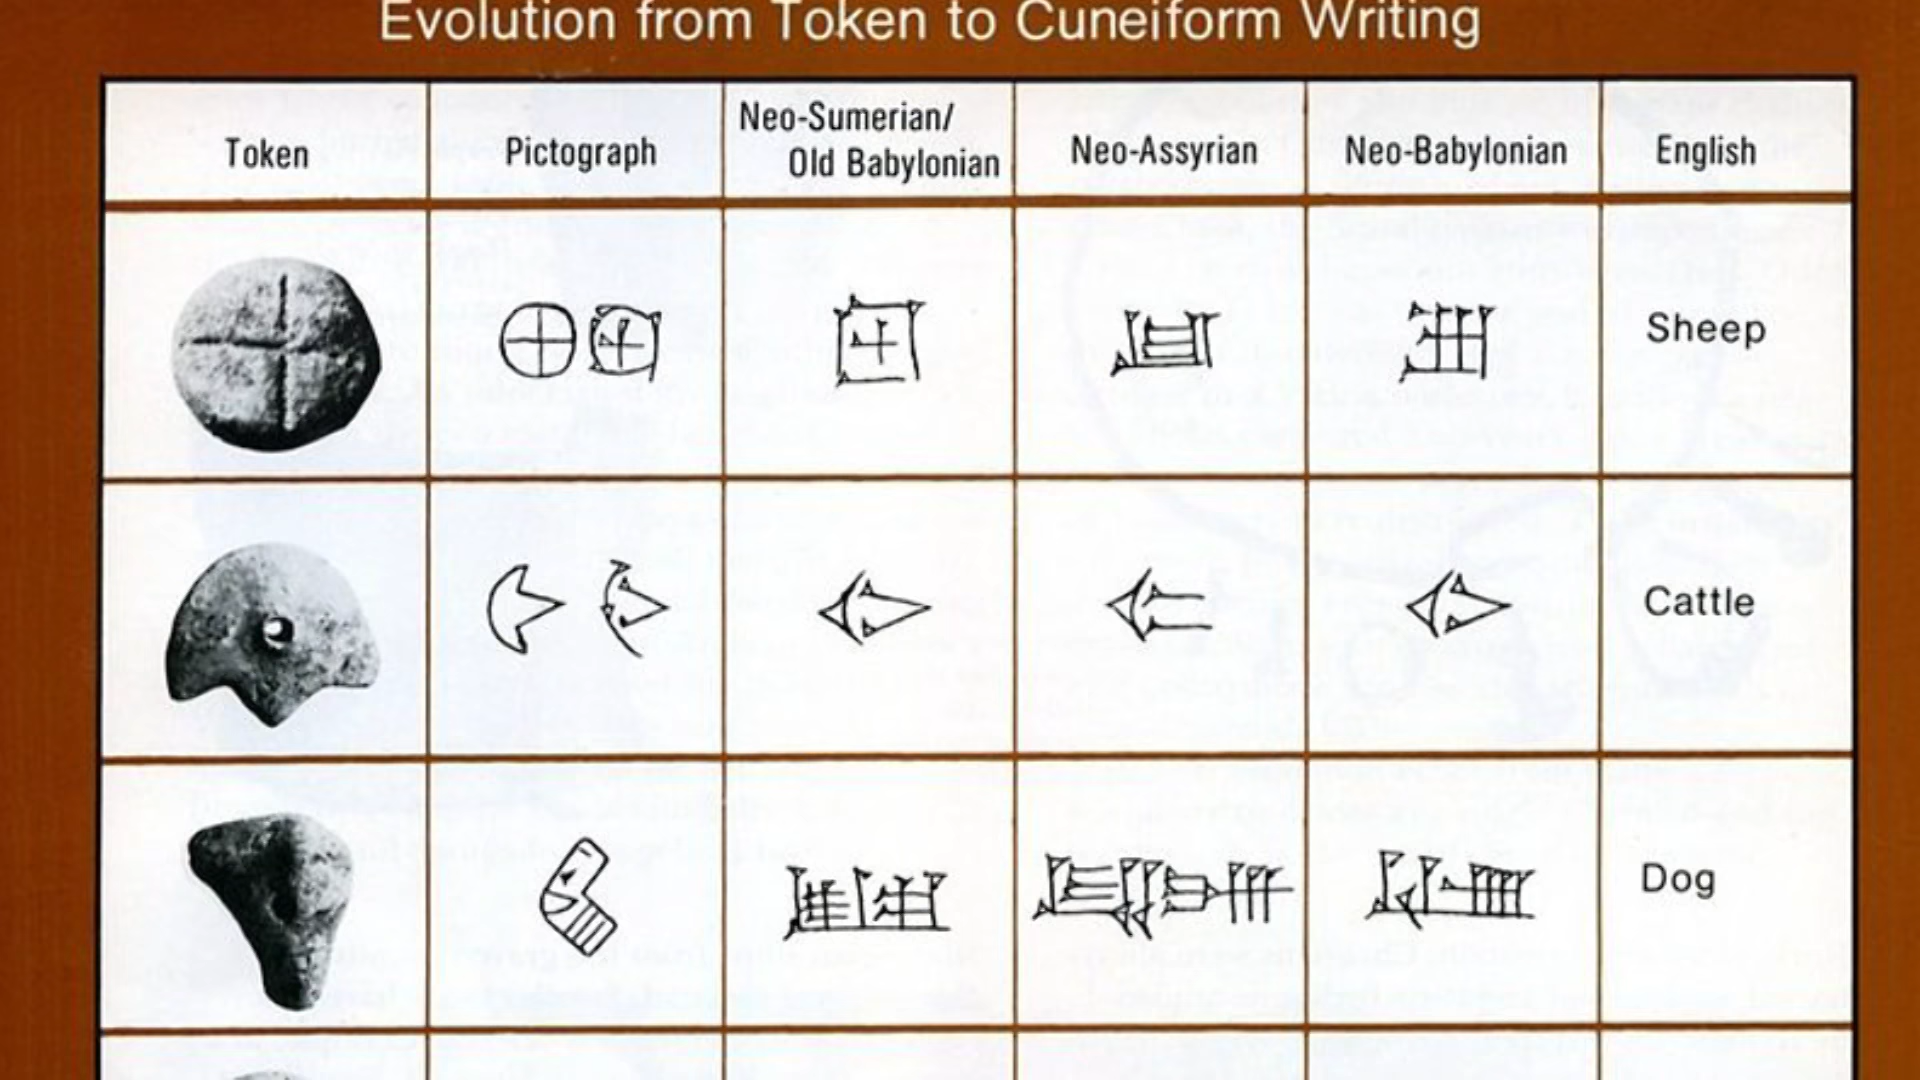 Evolution from Token to Cuneiform Writing
Token
Pictograph
Neo-Sumerian/
Old Babylonian
Neo-Assyrian
Neo-Babylonian
English
Sheep
Cattle
Dog